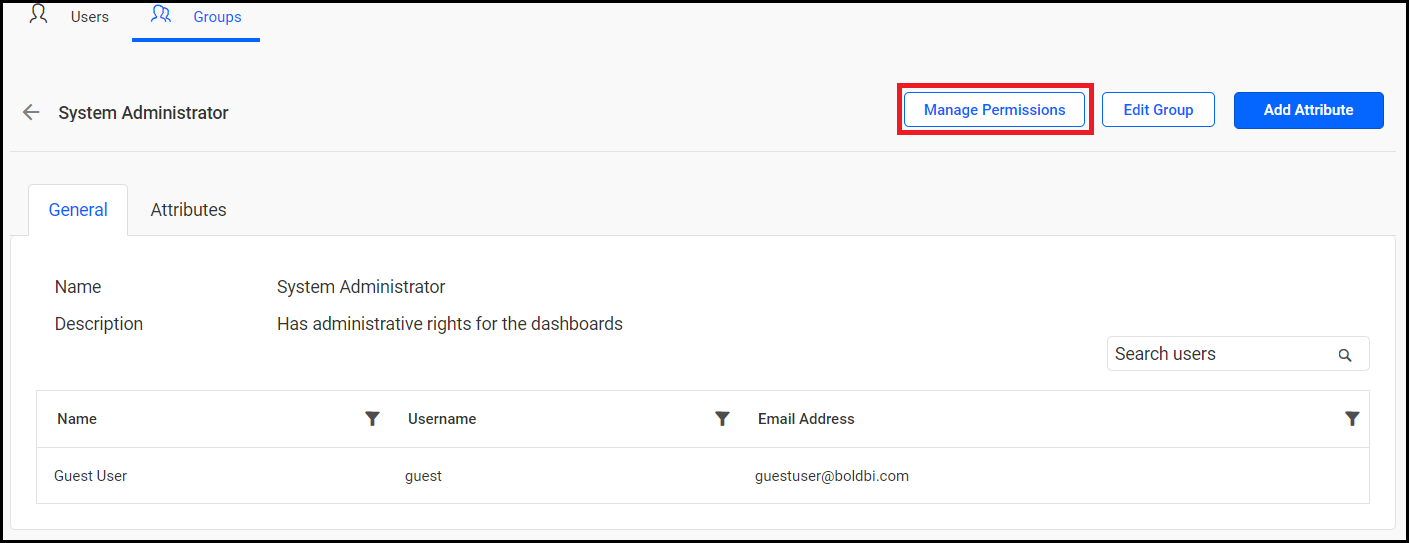 Users Groups
System Administrator Manage Permissions Edit Group Add Attribute
General Attributes
Name System Administrator
Description Has administrative rights for the dashboards
Search users
Name Username Email Address
Guest User guest guestuser@boldbi.com